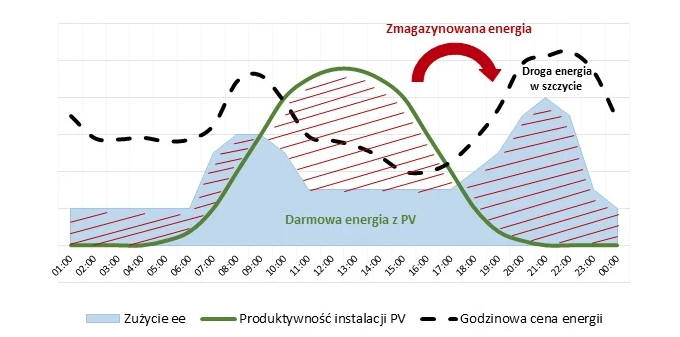 Zmagazynowana energia
Droga energia
w szczycie
Darmowa energia z PV
01:00 02:00 03:00 04:00 05:00 06:00 07:00 08:00 09:00 10:00 11:00 12:00 13:00 14:00 15:00 16:00 17:00 18:00 19:00 20:00 21:00 22:00 23:00 00:00
Zużycie ee Produktywność instalacji PV Godzinowa cena energii